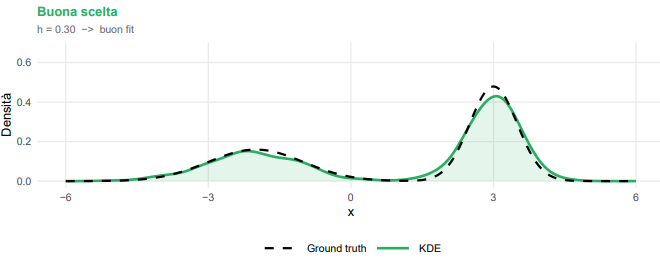 Buona scelta
h = 0.30 −> buon fit
Densità
0.6
0.4
0.2
0.0
−6
−3
0
3
6
x
Ground truth
KDE